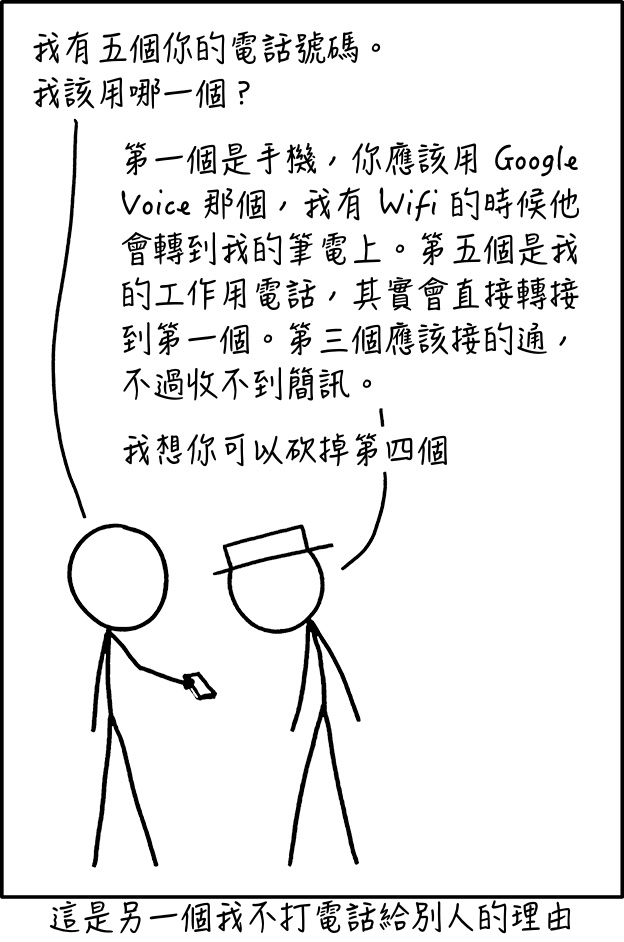 我有五個你的電話號碼。
我該用哪一個？
第一個是手機，你應該用 Google
Voice 那個，我有 Wifi 的時候他
會轉到我的筆電上。第五個是我
的工作用電話，其實會直接轉接
到第一個。第三個應該接的通，
不過收不到簡訊。
我想你可以砍掉第四個
這是另一個我不打電話給別人的理由